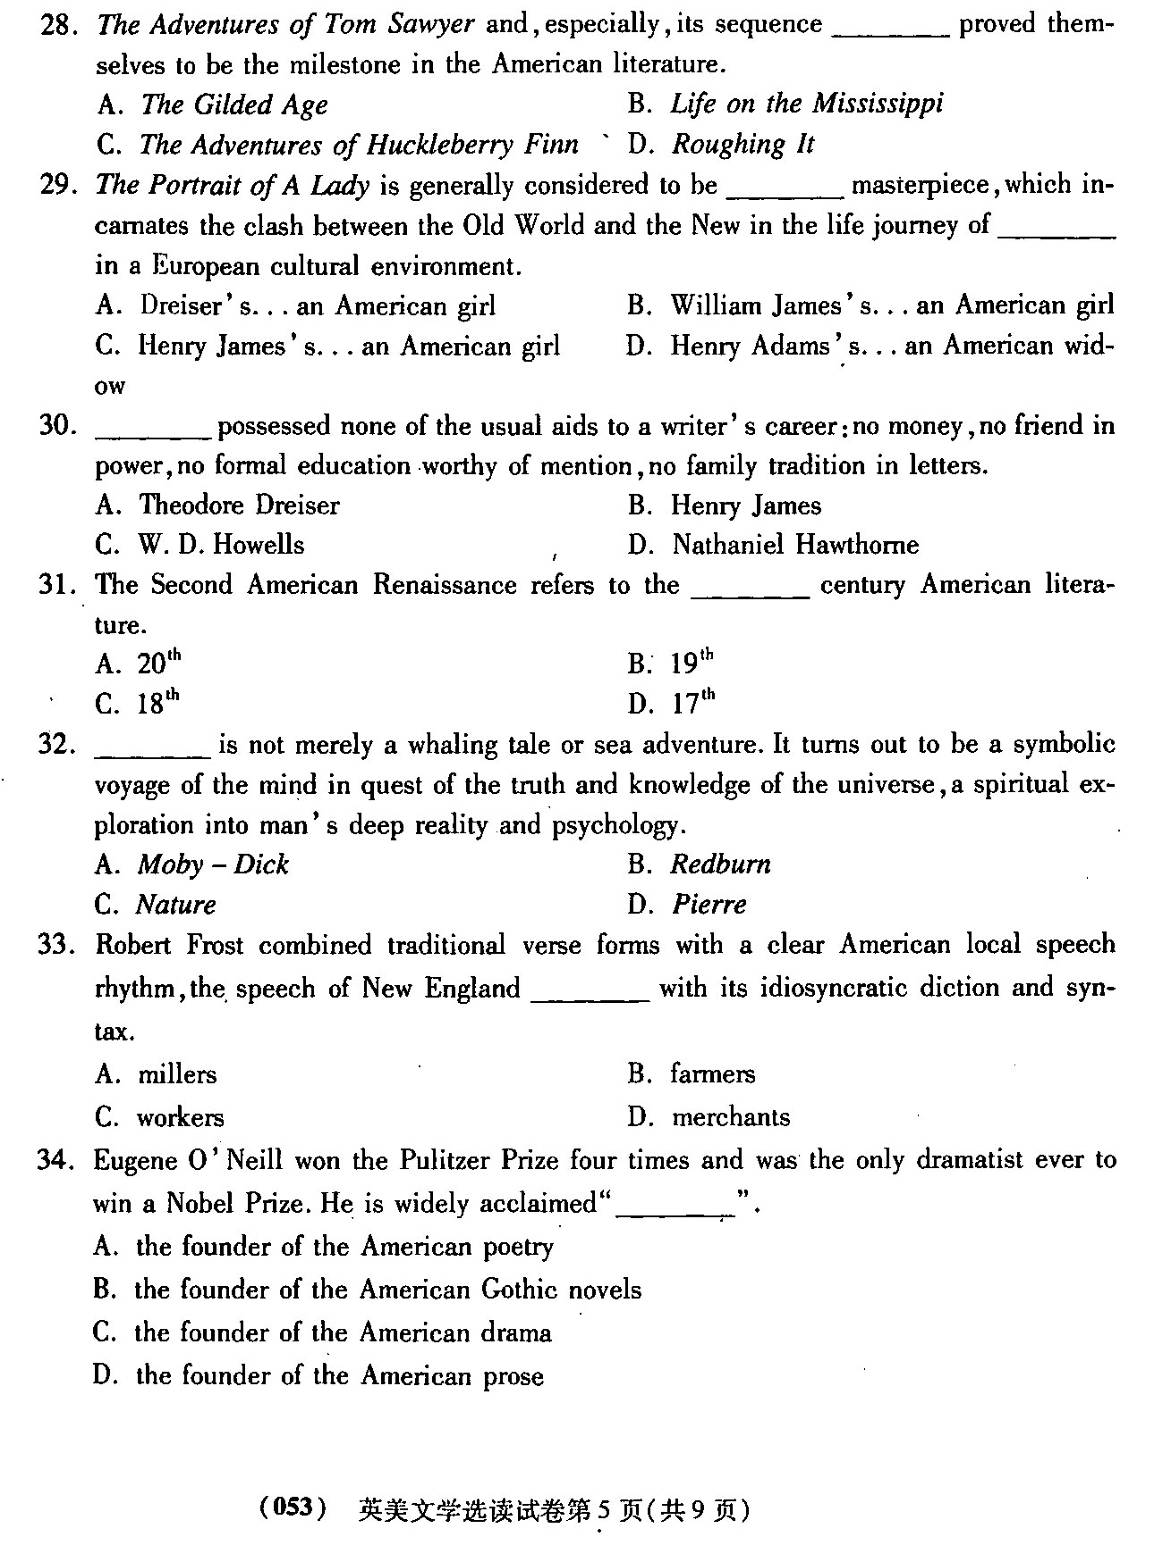 28. The Adventures of Tom Sawyer and, especially, its sequence ________ proved them-
selves to be the milestone in the American literature.
A. The Gilded Age B. Life on the Mississippi
C. The Adventures of Huckleberry Finn D. Roughing It
29. The Portrait of A Lady is generally considered to be ________ masterpiece, which in-
carnates the clash between the Old World and the New in the life journey of ________
in a European cultural environment.
A. Dreiser's... an American girl B. William James's... an American girl
C. Henry James's... an American girl D. Henry Adams's... an American wid-
ow
30. ________ possessed none of the usual aids to a writer's career: no money, no friend in
power, no formal education worthy of mention, no family tradition in letters.
A. Theodore Dreiser B. Henry James
C. W. D. Howells D. Nathaniel Hawthorne
31. The Second American Renaissance refers to the ________ century American litera-
ture.
A. 20th B. 19th
C. 18th D. 17th
32. ________ is not merely a whaling tale or sea adventure. It turns out to be a symbolic
voyage of the mind in quest of the truth and knowledge of the universe, a spiritual ex-
ploration into man's deep reality and psychology.
A. Moby – Dick B. Redburn
C. Nature D. Pierre
33. Robert Frost combined traditional verse forms with a clear American local speech
rhythm, the speech of New England ________ with its idiosyncratic diction and syn-
tax.
A. millers B. farmers
C. workers D. merchants
34. Eugene O'Neill won the Pulitzer Prize four times and was the only dramatist ever to
win a Nobel Prize. He is widely acclaimed "________".
A. the founder of the American poetry
B. the founder of the American Gothic novels
C. the founder of the American drama
D. the founder of the American prose
(053) 英美文学选读试卷第 5 页(共 9 页)